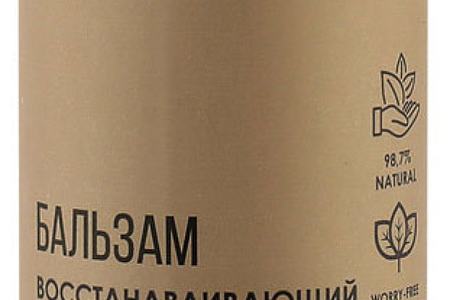 98,7%
NATURAL
БАЛЬЗАМ
ВОССТАНАВЛИВАЮЩИЙ
WORRY-FREE